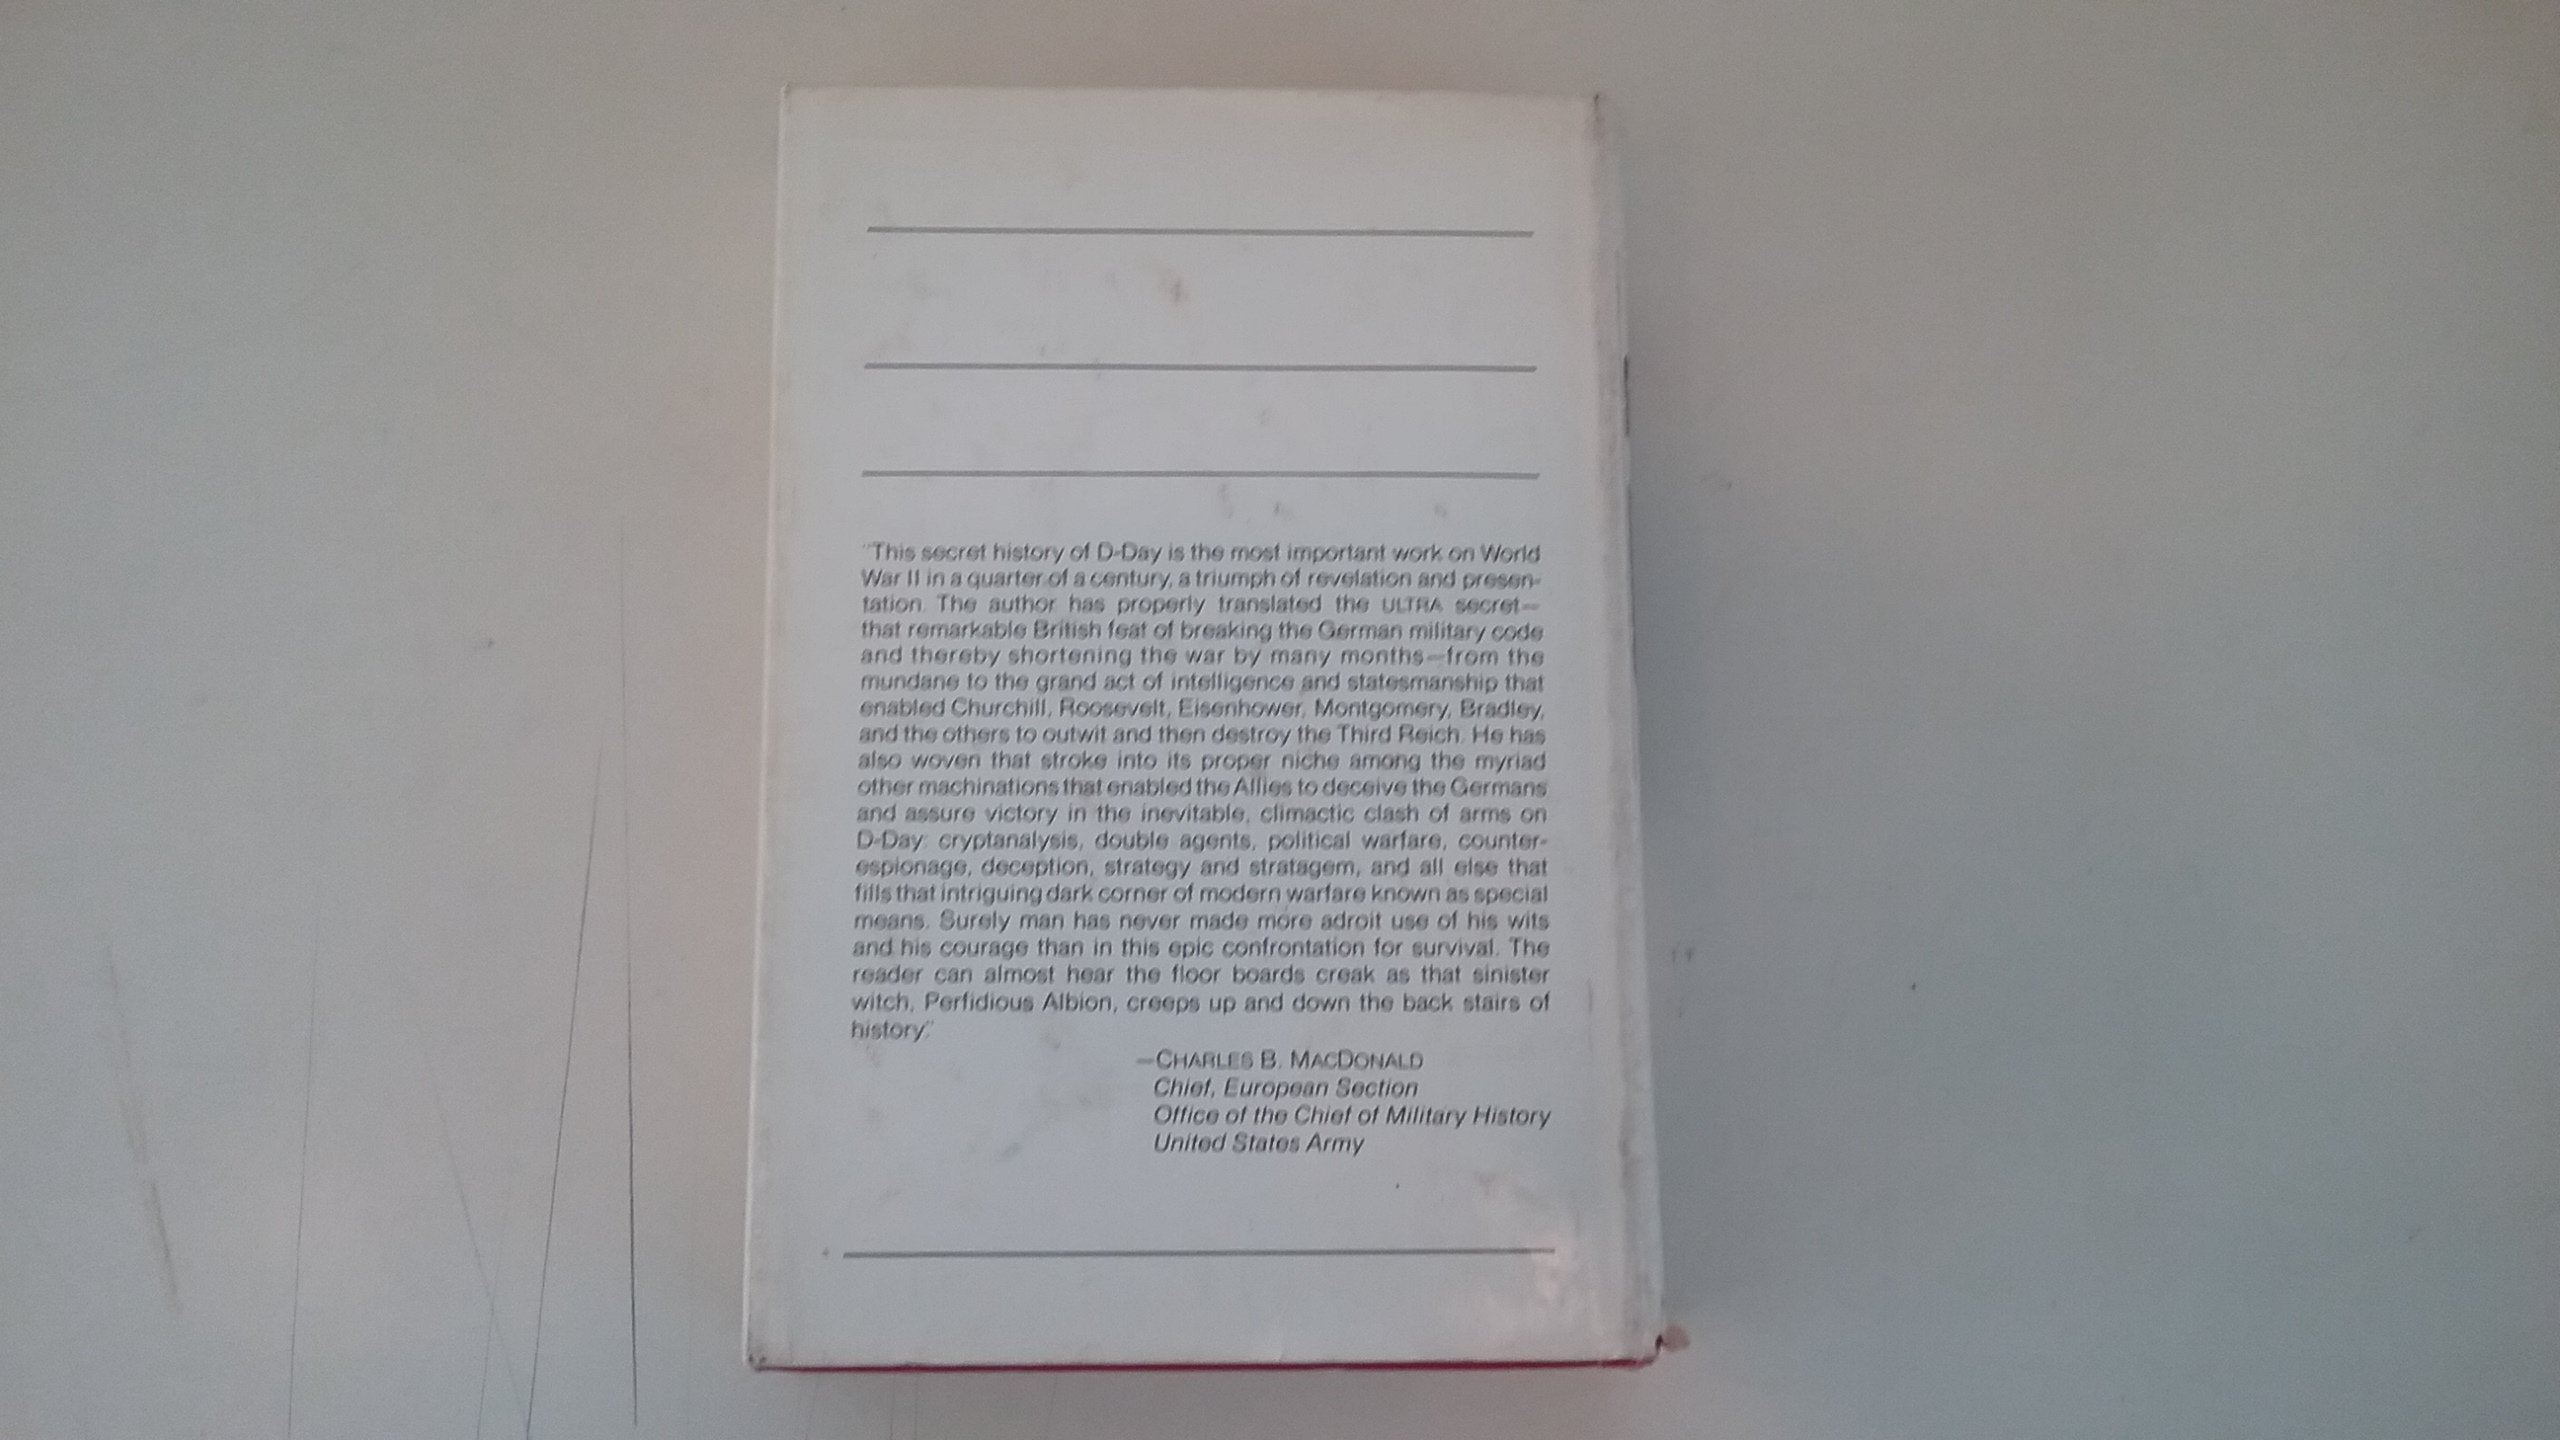 "This secret history of D-Day is the most important work on World
War II in a quarter of a century, a triumph of revelation and presen-
tation. The author has properly translated the ULTRA secret—
that remarkable British feat of breaking the German military code
and thereby shortening the war by many months—from the
mundane to the grand act of intelligence and statesmanship that
enabled Churchill, Roosevelt, Eisenhower, Montgomery, Bradley,
and the others to outwit and then destroy the Third Reich. He has
also woven that stroke into its proper niche among the myriad
other machinations that enabled the Allies to deceive the Germans
and assure victory in the inevitable, climactic clash of arms on
D-Day: cryptanalysis, double agents, political warfare, counter-
espionage, deception, strategy and stratagem, and all else that
fills that intriguing dark corner of modern warfare known as special
means. Surely man has never made more adroit use of his wits
and his courage than in this epic confrontation for survival. The
reader can almost hear the floor boards creak as that sinister
witch, Perfidious Albion, creeps up and down the back stairs of
history."
—CHARLES B. MACDONALD
Chief, European Section
Office of the Chief of Military History
United States Army